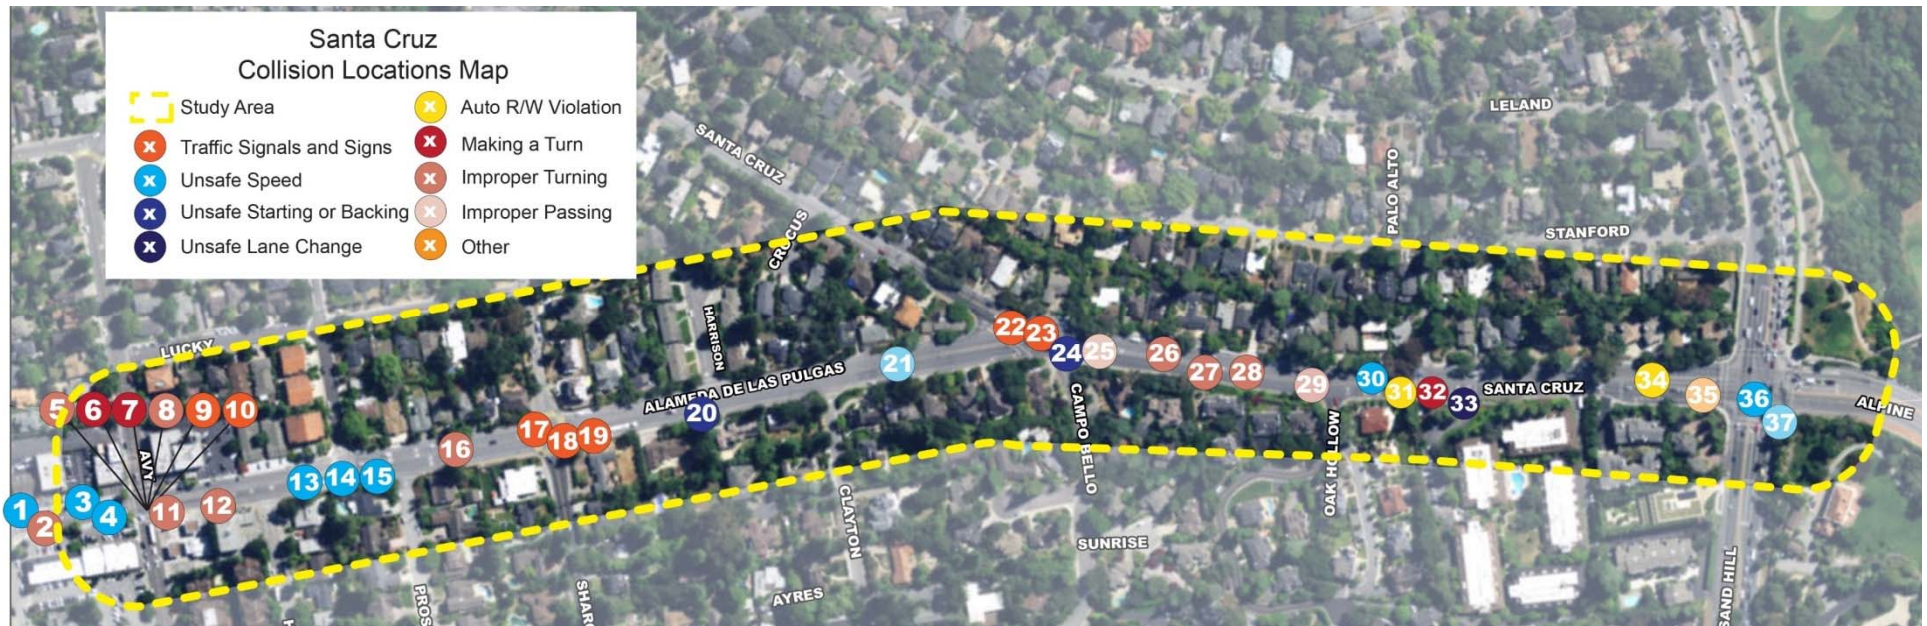 Santa Cruz
Collision Locations Map
Study Area
x Traffic Signals and Signs
x Unsafe Speed
x Unsafe Starting or Backing
x Unsafe Lane Change
x Auto R/W Violation
x Making a Turn
x Improper Turning
x Improper Passing
x Other
LELAND
SANTA CRUZ
PALO ALTO
STANFORD
CROCUS
LUCKY
HARRISON
ALAMEDA DE LAS PULGAS
SANTA CRUZ
ALPINE
AVY
CAMPO BELLO
OAK HOLLOW
CLAYTON
SUNRISE
AYRES
SAND HILL
PROS
SHARO
1
2
3
4
5
6
7
8
9
10
11
12
13
14
15
16
17
18
19
20
21
22
23
24
25
26
27
28
29
30
31
32
33
34
35
36
37